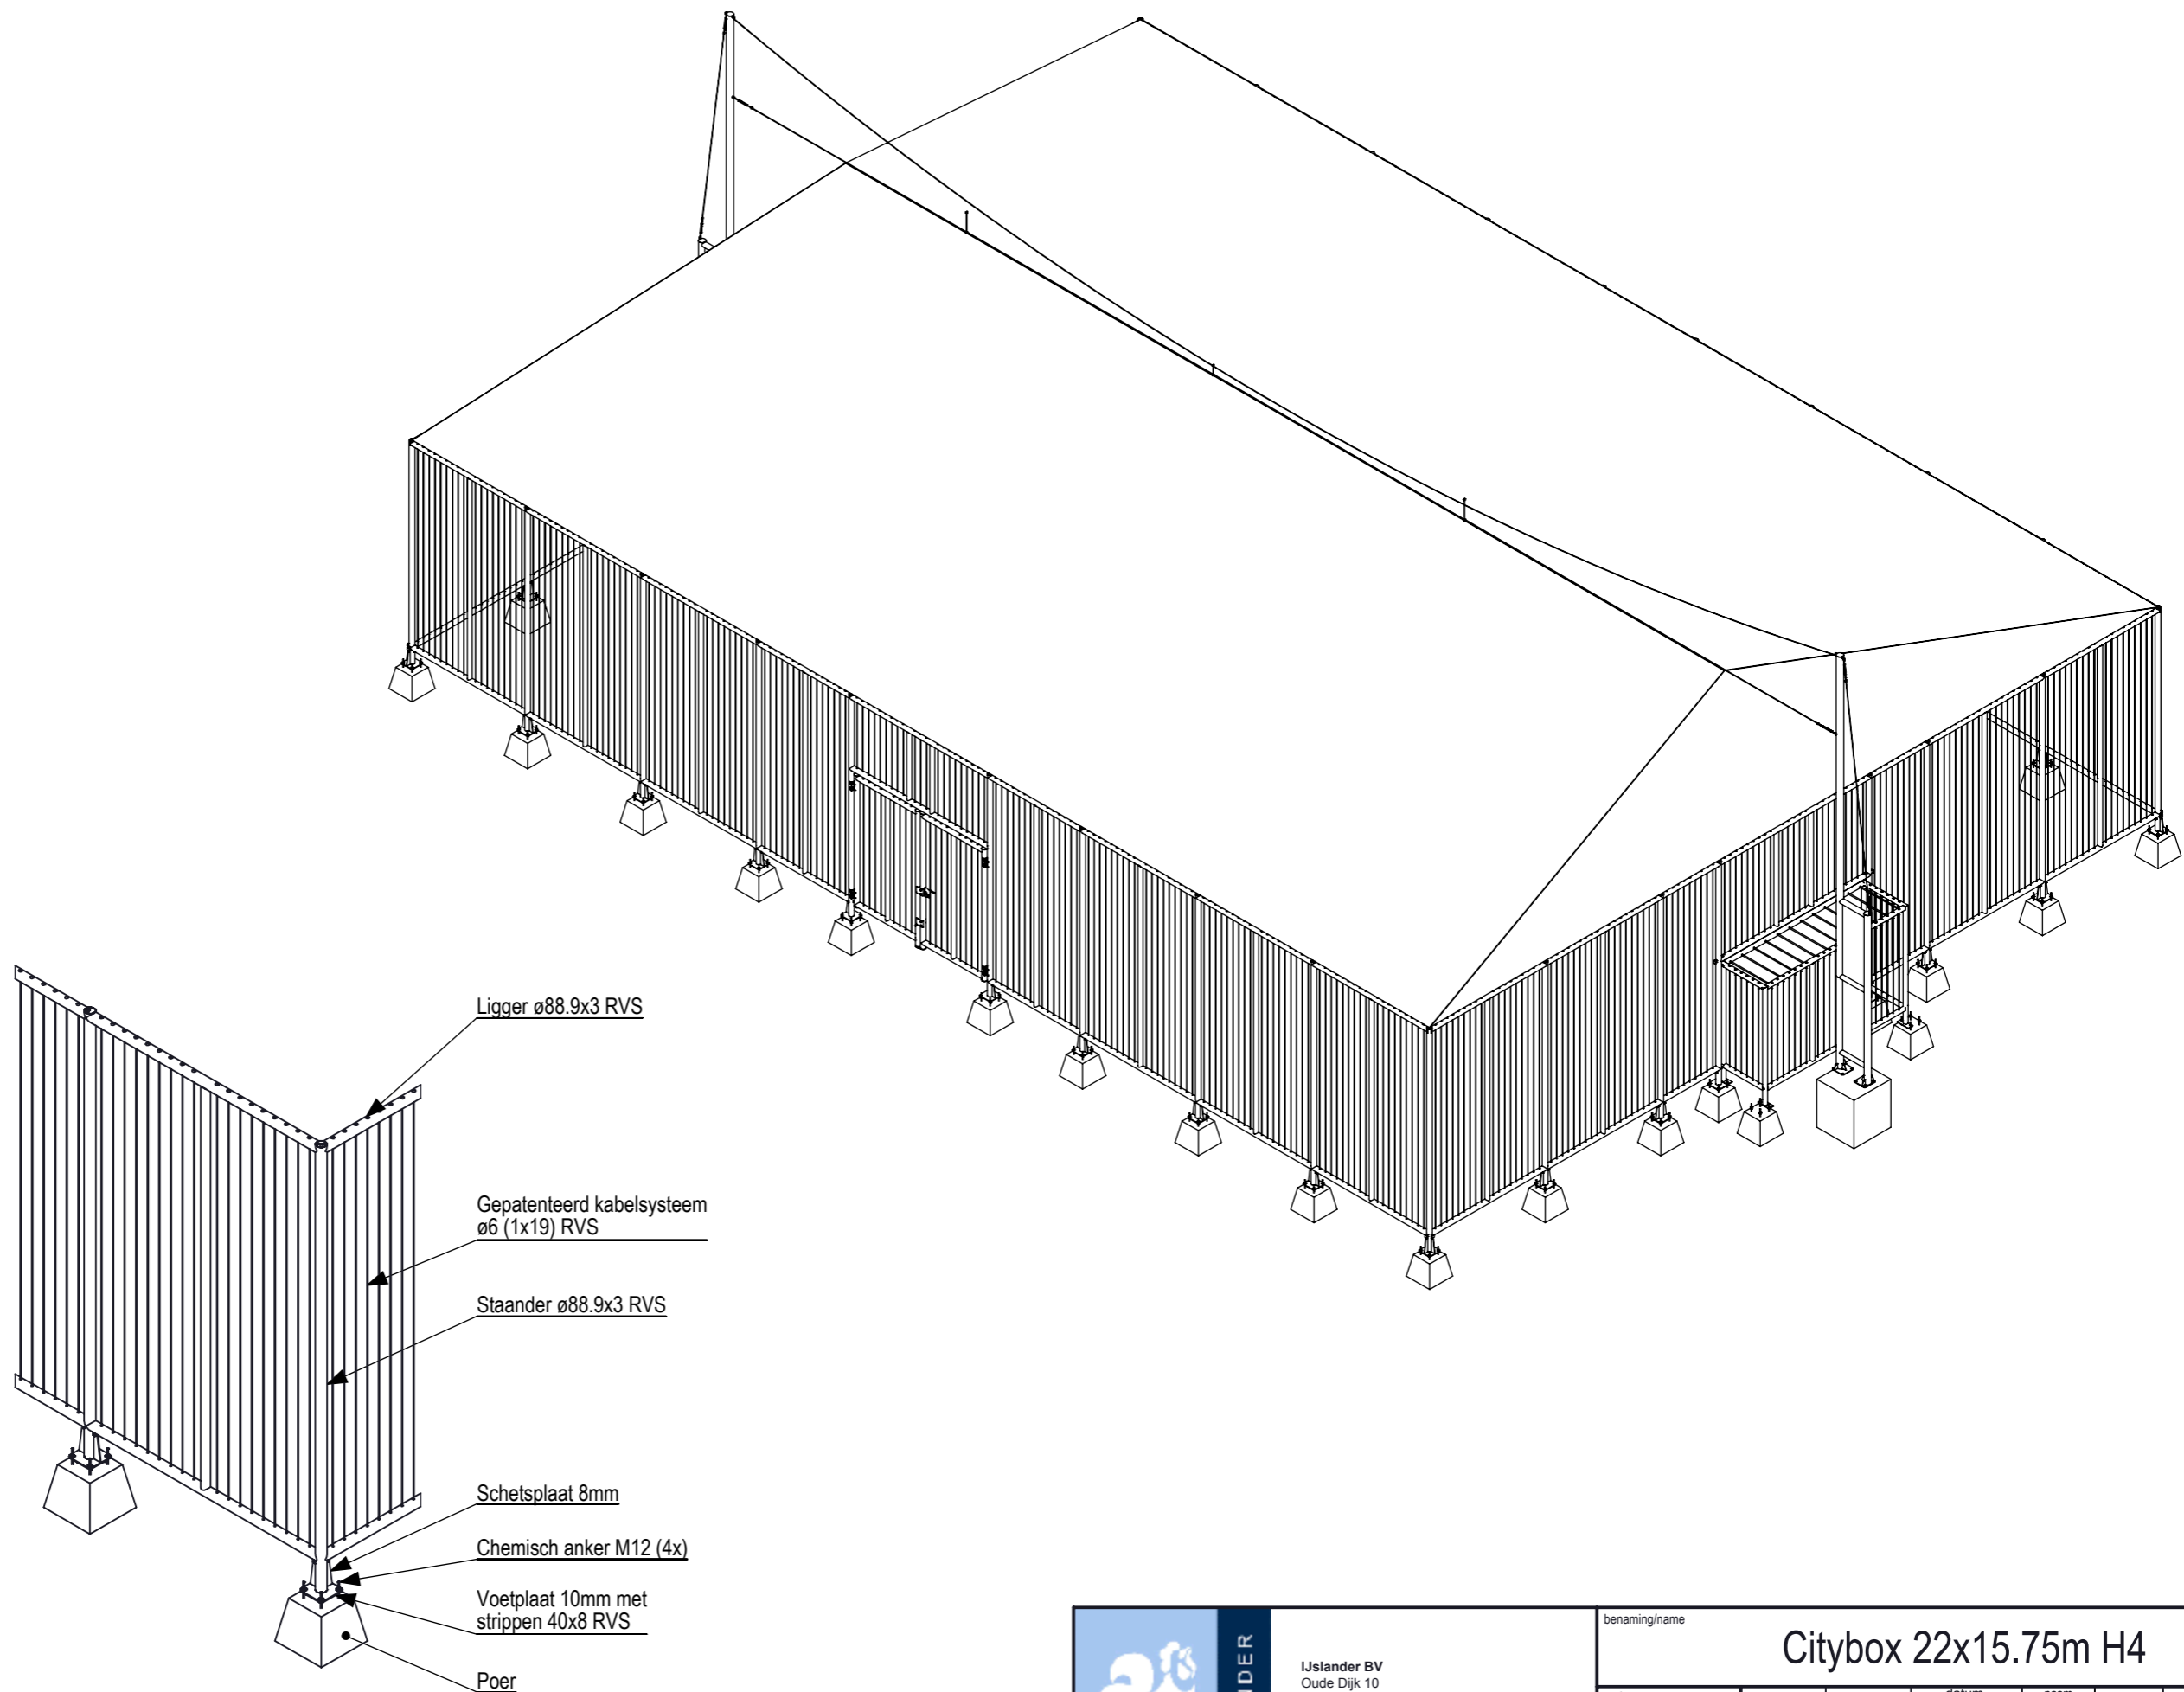 Ligger ø88.9x3 RVS
Gepatenteerd kabelsysteem
ø6 (1x19) RVS
Staander ø88.9x3 RVS
Schetsplaat 8mm
Chemisch anker M12 (4x)
Voetplaat 10mm met
strippen 40x8 RVS
Poer
IJslander BV
Oude Dijk 10
benaming/name
Citybox 22x15.75m H4